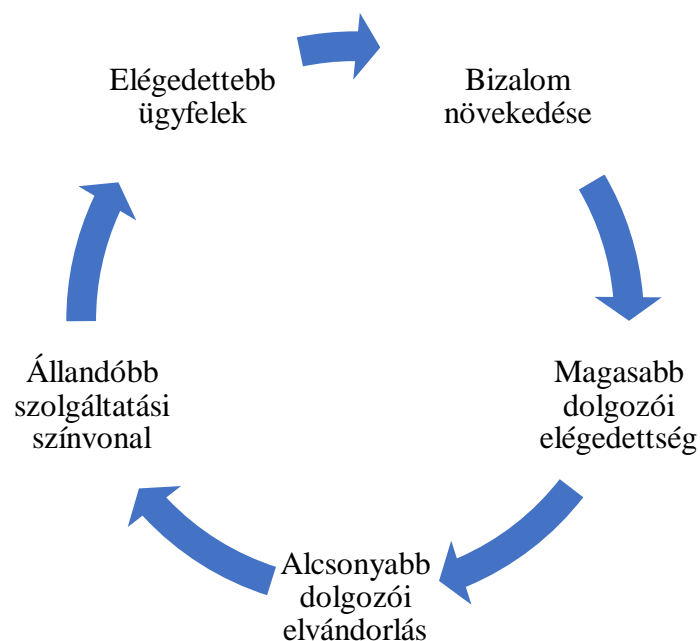 Elégedettebb
ügyfelek
Bizalom
növekedése
Magasabb
dolgozói
elégedettség
Alcsonyabb
dolgozói
elvándorlás
Állandóbb
szolgáltatási
színvonal